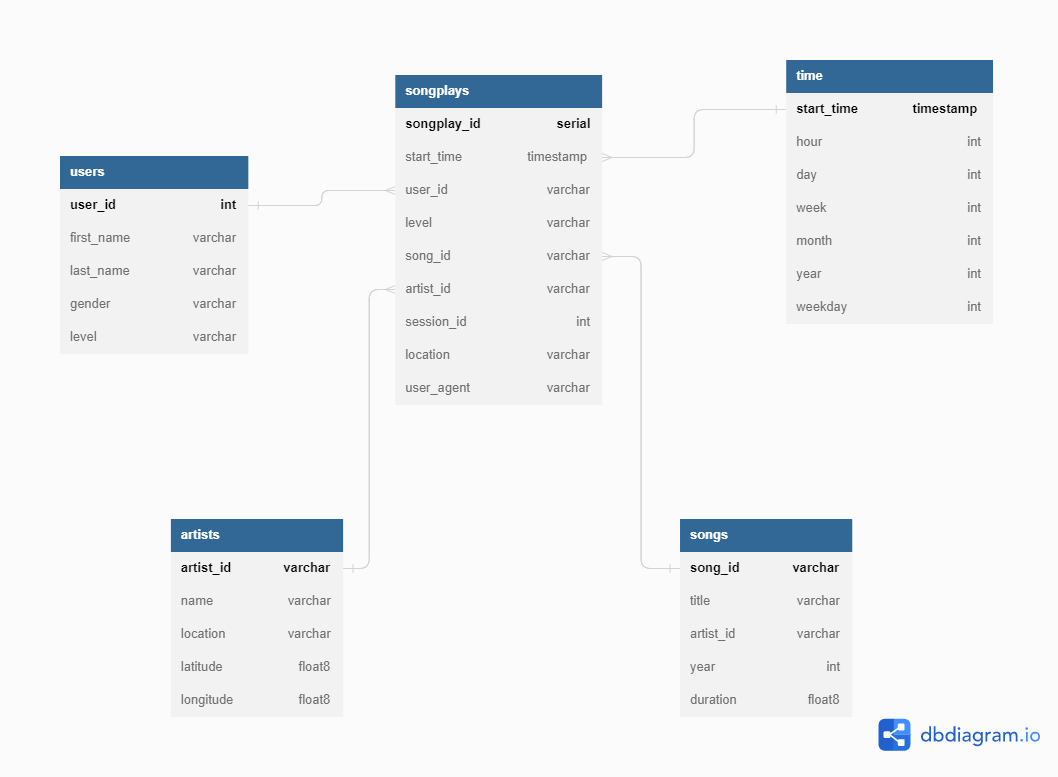 users
user_id int
first_name varchar
last_name varchar
gender varchar
level varchar
songplays
songplay_id serial
start_time timestamp
user_id varchar
level varchar
song_id varchar
artist_id varchar
session_id int
location varchar
user_agent varchar
time
start_time timestamp
hour int
day int
week int
month int
year int
weekday int
artists
artist_id varchar
name varchar
location varchar
latitude float8
longitude float8
songs
song_id varchar
title varchar
artist_id varchar
year int
duration float8
dbdiagram.io